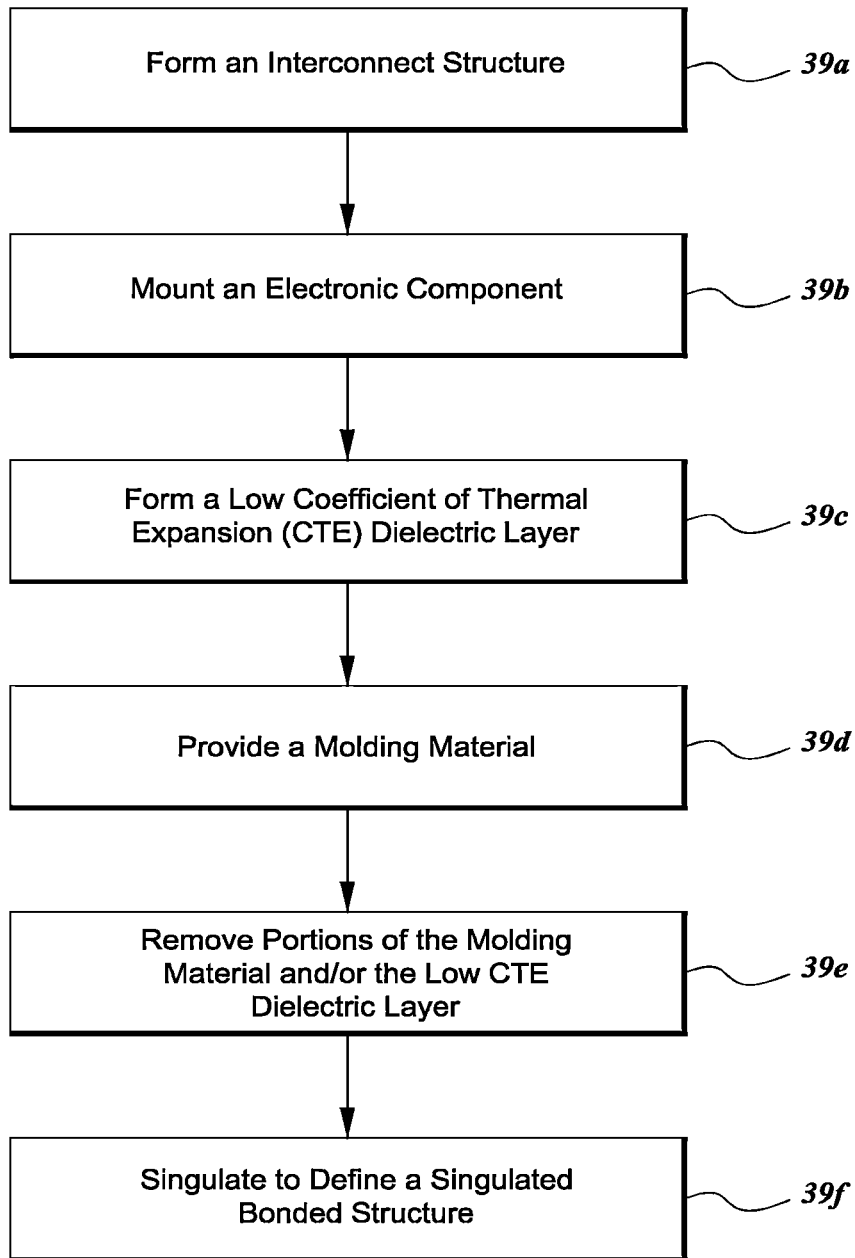 Form an Interconnect Structure
39a
Mount an Electronic Component
39b
Form a Low Coefficient of Thermal
Expansion (CTE) Dielectric Layer
39c
Provide a Molding Material
39d
Remove Portions of the Molding
Material and/or the Low CTE
Dielectric Layer
39e
Singulate to Define a Singulated
Bonded Structure
39f